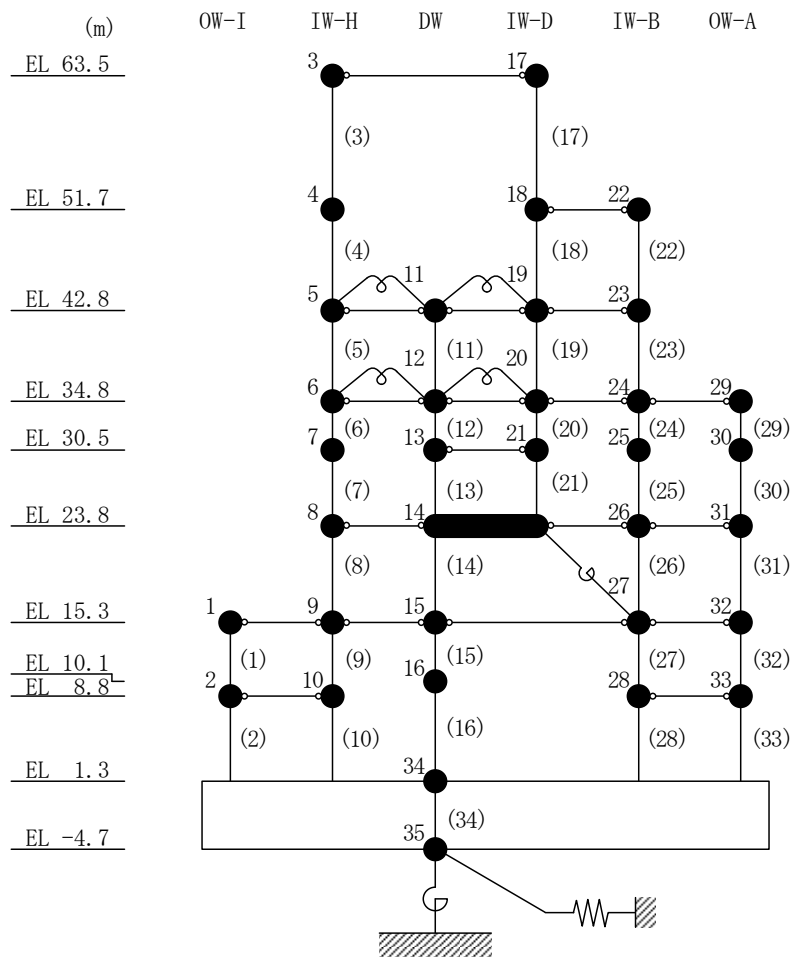 (m) OW-I IW-H DW IW-D IW-B OW-A
EL 63.5 3 17
(3) (17)
EL 51.7 4 18 22
(4) (18) (22)
11 19
EL 42.8 5 23
(5) (11) (19) (23)
12 20
EL 34.8 6 24 29
(6) (12) (20) (24) (29)
7 13 21 25 30
EL 30.5
(7) (13) (21) (25) (30)
EL 23.8 8 14 26 31
(8) (14) (26) (31)
27
EL 15.3 1 9 15 32
(1) (9) (15) (27) (32)
EL 10.1 16
EL 8.8 2 10 28 33
(2) (10) (16) (28) (33)
EL 1.3 34
(34)
EL -4.7 35